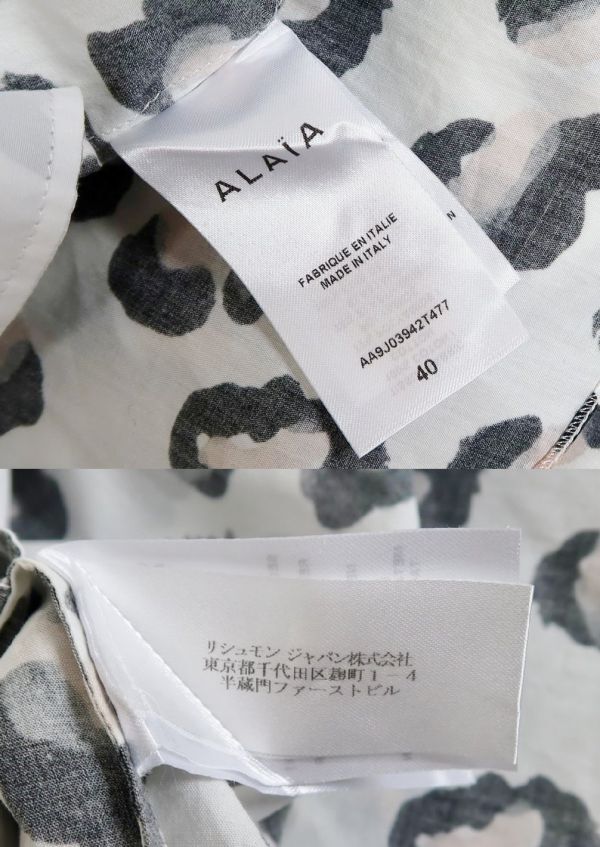 ALAÏA
FABRIQUE EN ITALIE
MADE IN ITALY
AA9J03942T477
40
N
リシュモン ジャパン株式会社
東京都千代田区麹町1-4
半蔵門ファーストビル